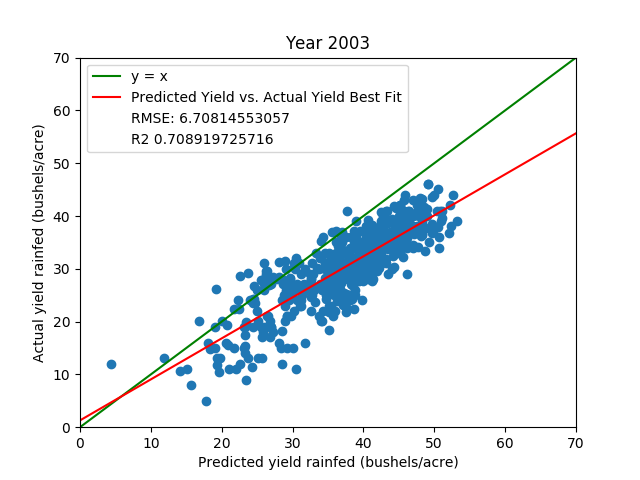 Year 2003
y = x
Predicted Yield vs. Actual Yield Best Fit
RMSE: 6.70814553057
R2 0.708919725716
Actual yield rainfed (bushels/acre)
70
60
50
40
30
20
10
0
0 10 20 30 40 50 60 70
Predicted yield rainfed (bushels/acre)